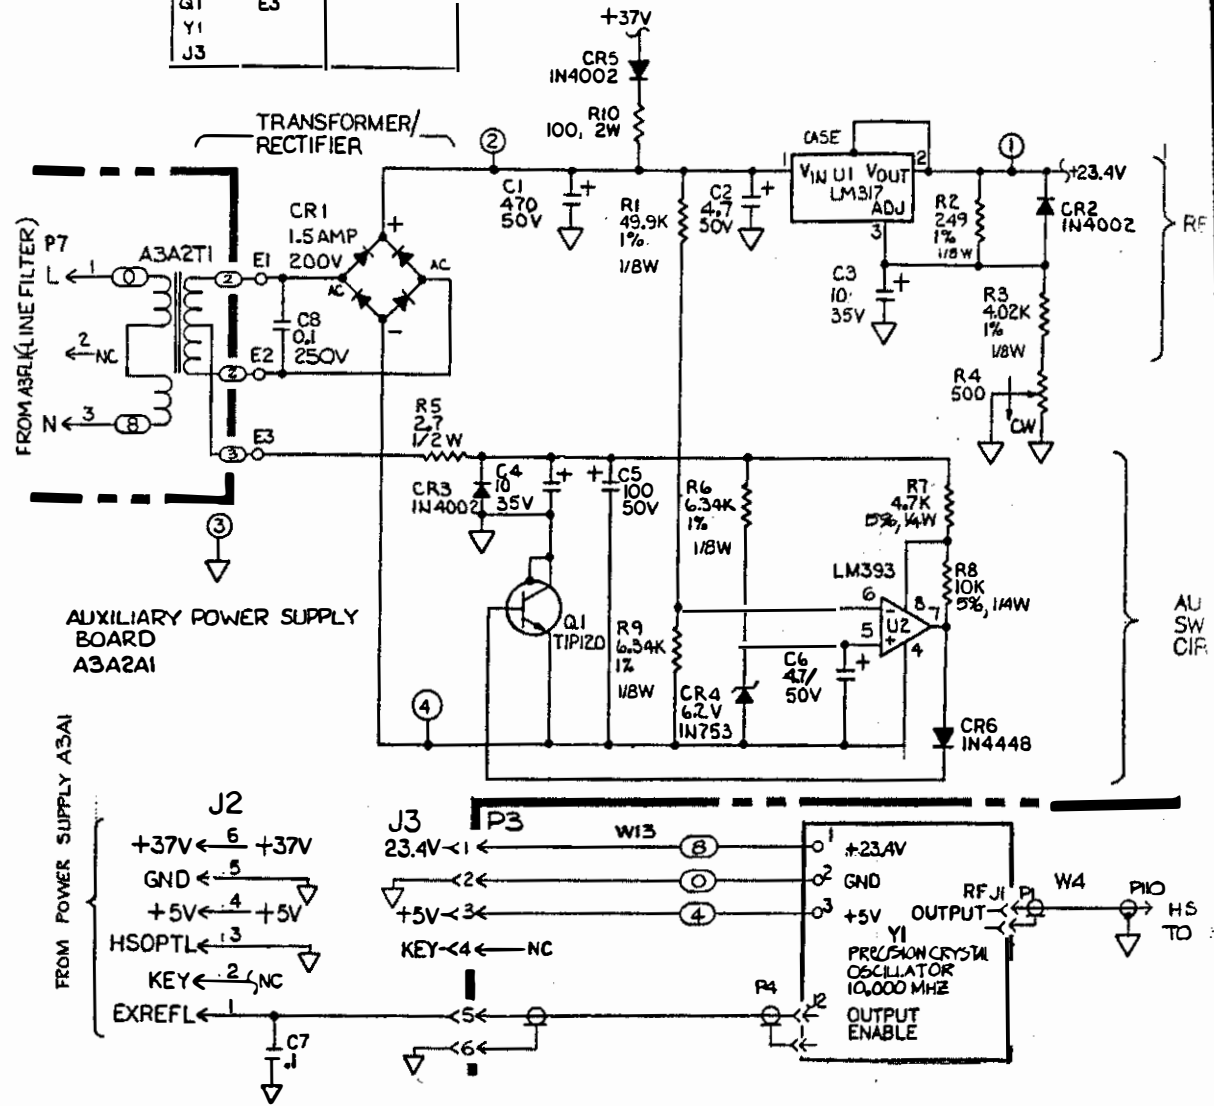 Q1 E3
Y1
J3
+37V
CR5
1N4002
R10
100, 2W
TRANSFORMER/
RECTIFIER
2
CASE
1
2
VIN U1 VOUT
LM317
ADJ
3
1
+23.4V
C1
470
50V
+
R1
49.9K
1%
1/8W
C2
4.7
50V
+
R2
249
1%
1/8W
CR2
1N4002
RF
C3
10
35V
+
R3
4.02K
1%
1/8W
R4
500
CW
FROM A3FL1(LINE FILTER)
P7
L
1
0
A3A2T1
2
E1
CR1
1.5 AMP
200V
+
AC
AC
-
C8
0.1
250V
2
NC
2
E2
N
3
8
3
E3
R5
2.7
1/2W
CR3
1N4002
C4
10
35V
+
+
C5
100
50V
R6
6.34K
1%
1/8W
R7
4.7K
5%, 1/4W
LM393
R8
10K
5%, 1/4W
6
8
7
-
U2
5
+
4
3
AUXILIARY POWER SUPPLY
BOARD
A3A2A1
Q1
TIP120
R9
6.34K
1%
1/8W
CR4
6.2V
1N753
C6
4.7/
50V
+
CR6
1N4448
AU
SW
CIR
4
FROM POWER SUPPLY A3A1
J2
+37V 6 +37V
GND 5
+5V 4 +5V
HSOPTL 3
KEY 2 NC
EXREFL 1
C7
.1
J3 P3
23.4V 1
2
+5V 3
KEY 4 NC
5
6
W13
8
0
4
1
+23.4V
2
GND
3
+5V
RF J1
OUTPUT
P1
W4
P110
HS
TO
Y1
PRECISION CRYSTAL
OSCILLATOR
10.000 MHZ
P4
J2
OUTPUT
ENABLE